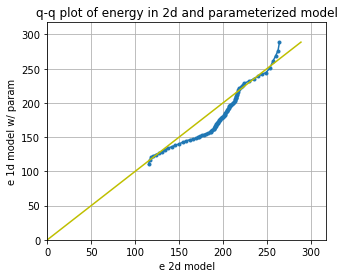 q-q plot of energy in 2d and parameterized model
e 1d model w/ param
300
250
200
150
100
50
0
0 50 100 150 200 250 300
e 2d model